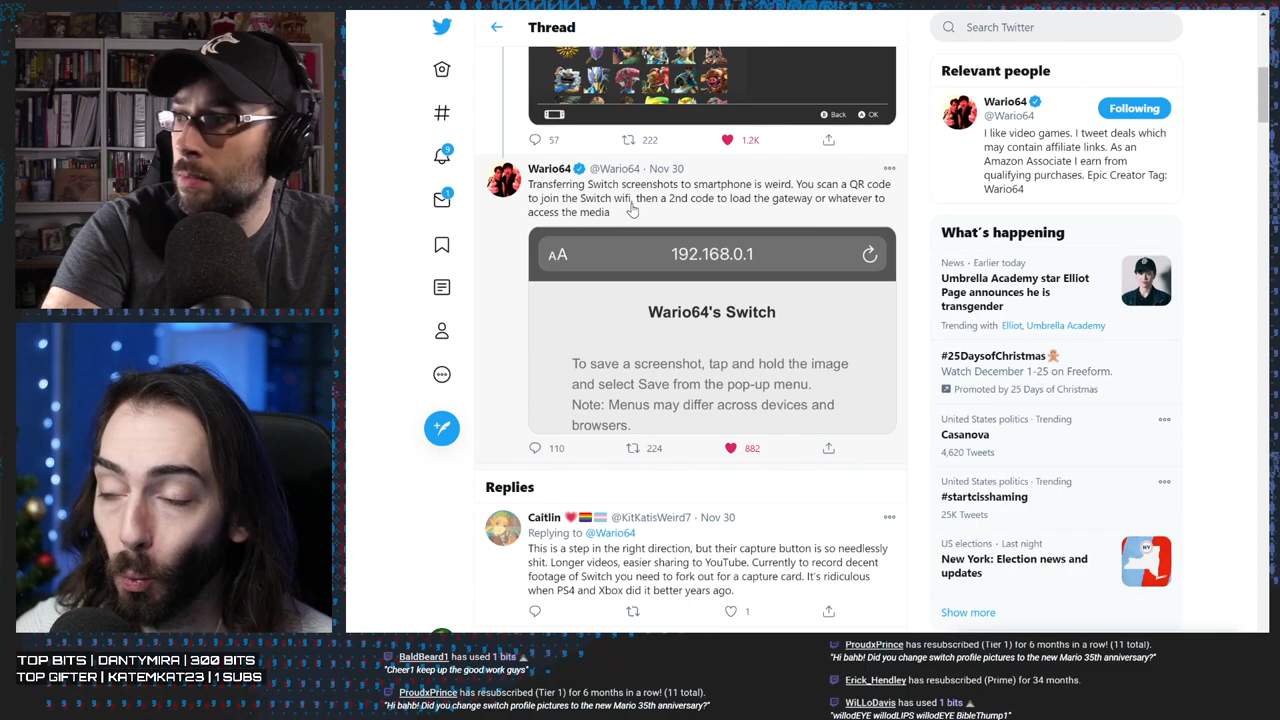 Thread
Back
OK
57
222
1.2K
Wario64 @Wario64 · Nov 30
Transferring Switch screenshots to smartphone is weird. You scan a QR code
to join the Switch wifi, then a 2nd code to load the gateway or whatever to
access the media
AA 192.168.0.1
Wario64's Switch
To save a screenshot, tap and hold the image
and select Save from the pop-up menu.
Note: Menus may differ across devices and
browsers.
110
224
882
Replies
Caitlin @KitKatisWeird7 · Nov 30
Replying to @Wario64
This is a step in the right direction, but their capture button is so needlessly
shit. Longer videos, easier sharing to YouTube. Currently to record decent
footage of Switch you need to fork out for a capture card. It's ridiculous
when PS4 and Xbox did it better years ago.
1
9
1
Search Twitter
Relevant people
Wario64
@Wario64
Following
I like video games. I tweet deals which
may contain affiliate links. As an
Amazon Associate I earn from
qualifying purchases. Epic Creator Tag:
Wario64
What's happening
News · Earlier today
Umbrella Academy star Elliot
Page announces he is
transgender
Trending with Elliot, Umbrella Academy
#25DaysofChristmas
Watch December 1-25 on Freeform.
Promoted by 25 Days of Christmas
United States politics · Trending
Casanova
4,620 Tweets
United States politics · Trending
#startcisshaming
25K Tweets
US elections · Last night
New York: Election news and
updates
NY
Show more
TOP BITS | DANTYMIRA | 300 BITS
TOP GIFTER | KATEMKAT23 | 1 SUBS
BaldBeard1 has used 1 bits
"Cheer1 keep up the good work guys"
ProudxPrince has resubscribed (Tier 1) for 6 months in a row! (11 total).
"Hi bahb! Did you change switch profile pictures to the new Mario 35th anniversary?"
ProudxPrince has resubscribed (Tier 1) for 6 months in a row! (11 total).
"Hi bahb! Did you change switch profile pictures to the new Mario 35th anniversary?"
Erick_Hendley has resubscribed (Prime) for 34 months.
WiLLoDavis has used 1 bits
"willodEYE willodLIPS willodEYE BibleThump1"